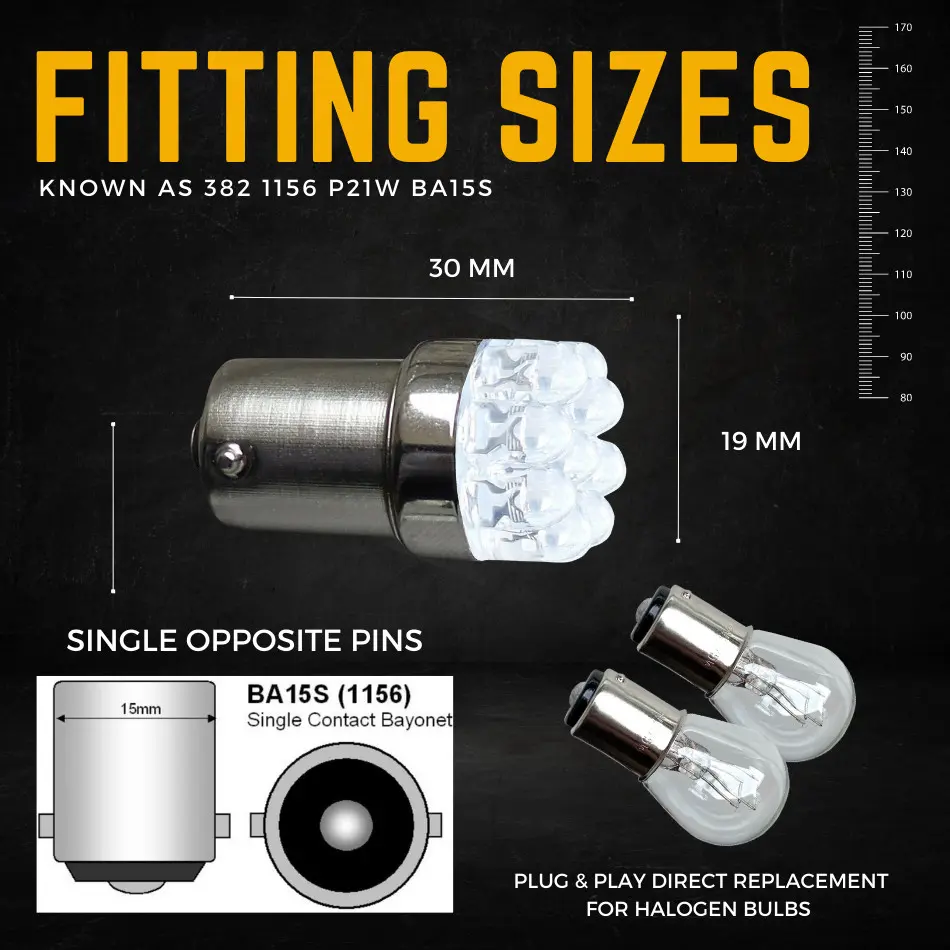 FITTING SIZES
KNOWN AS 382 1156 P21W BA15S
170
160
150
140
130
120
110
100
90
80
30 MM
19 MM
SINGLE OPPOSITE PINS
15mm
BA15S (1156)
Single Contact Bayonet
PLUG & PLAY DIRECT REPLACEMENT
FOR HALOGEN BULBS